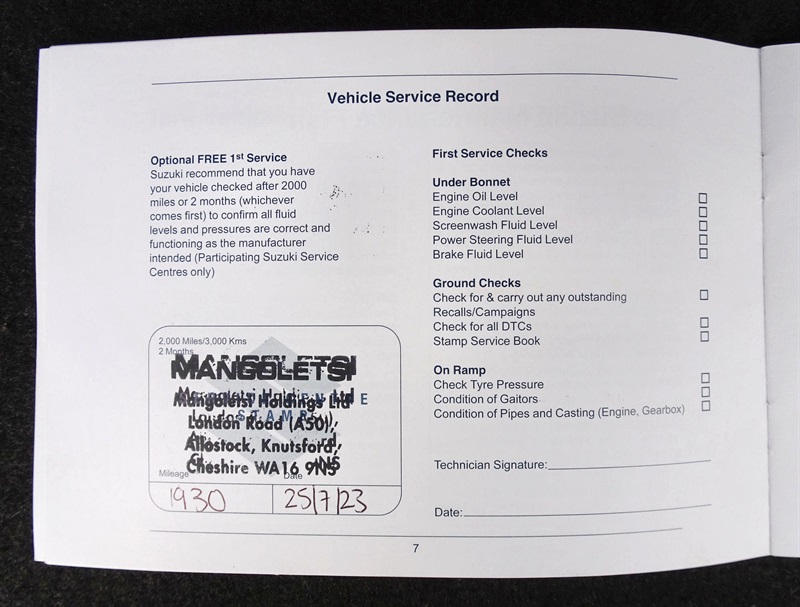 Vehicle Service Record
Optional FREE 1st Service
Suzuki recommend that you have
your vehicle checked after 2000
miles or 2 months (whichever
comes first) to confirm all fluid
levels and pressures are correct and
functioning as the manufacturer
intended (Participating Suzuki Service
Centres only)
2,000 Miles/3,000 Kms
2 Months
MANGOLETSI
Mangoletsi Holdings Ltd
STAMP
London Road (A50),
Allostock, Knutsford,
Cheshire WA16 9NS
Mileage
Date
1930
25/7/23
First Service Checks
Under Bonnet
Engine Oil Level
Engine Coolant Level
Screenwash Fluid Level
Power Steering Fluid Level
Brake Fluid Level
Ground Checks
Check for & carry out any outstanding
Recalls/Campaigns
Check for all DTCs
Stamp Service Book
On Ramp
Check Tyre Pressure
Condition of Gaitors
Condition of Pipes and Casting (Engine, Gearbox)
Technician Signature:
Date:
7